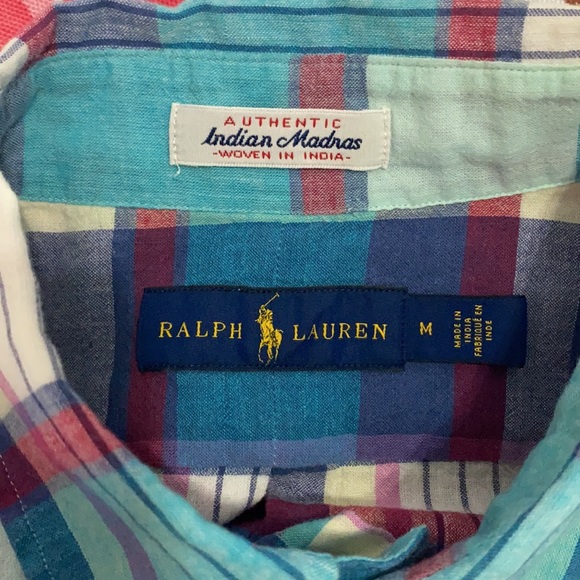 AUTHENTIC
Indian Madras
-WOVEN IN INDIA-
RALPH LAUREN
M
MADE IN
INDIA
FABRIQUÉ EN
INDE